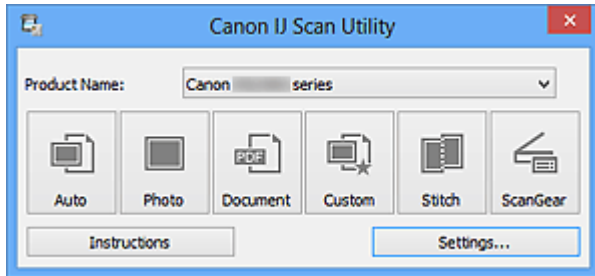 Canon IJ Scan Utility
Product Name: Canon series
PDF
Auto Photo Document Custom Stitch ScanGear
Instructions Settings...